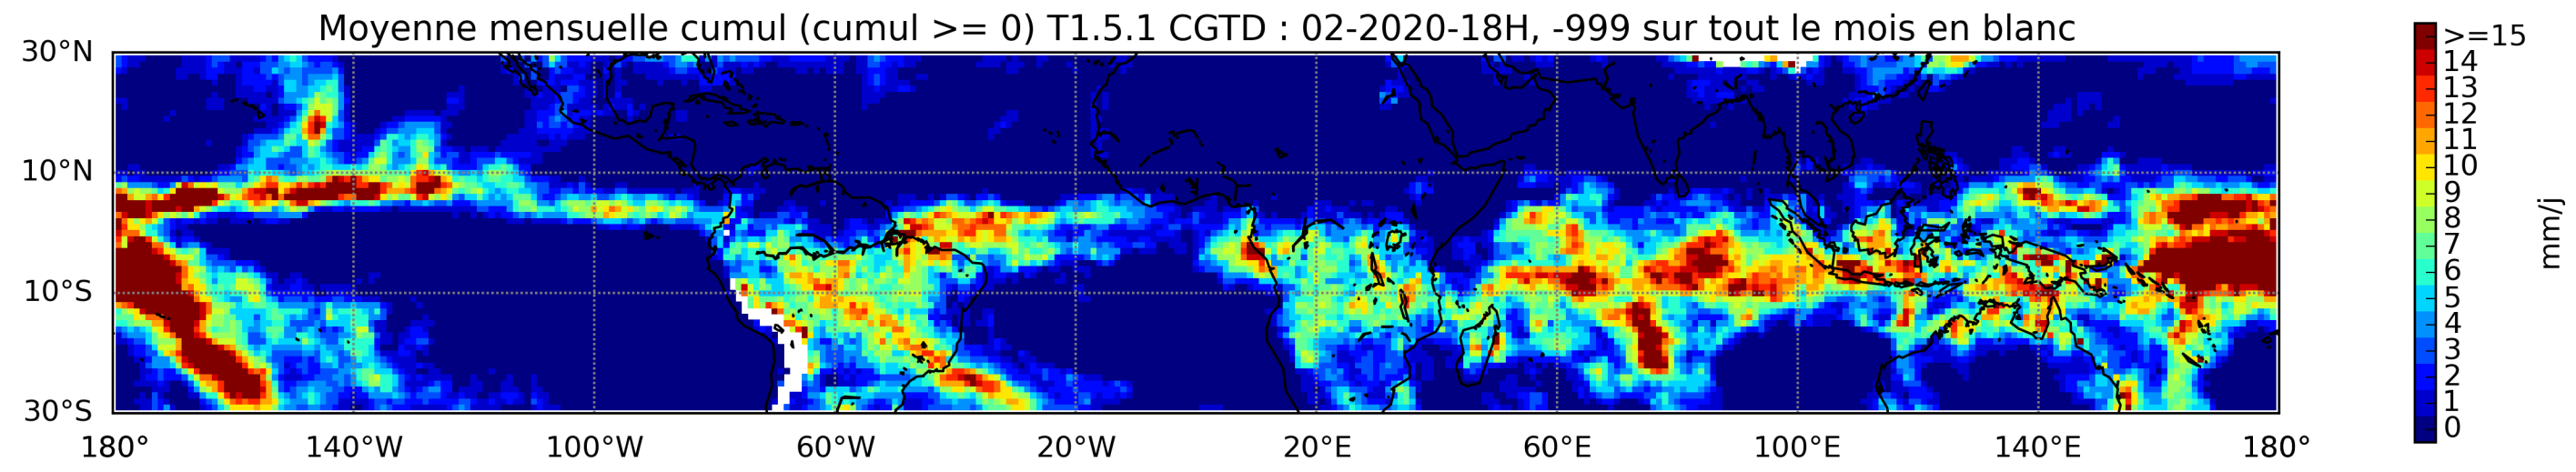 Moyenne mensuelle cumul (cumul >= 0) T1.5.1 CGTD : 02-2020-18H, -999 sur tout le mois en blanc
30°N
10°N
10°S
30°S
180° 140°W 100°W 60°W 20°W 20°E 60°E 100°E 140°E 180°
>=15
14
13
12
11
10
9
8
7
6
5
4
3
2
1
0
mm/j